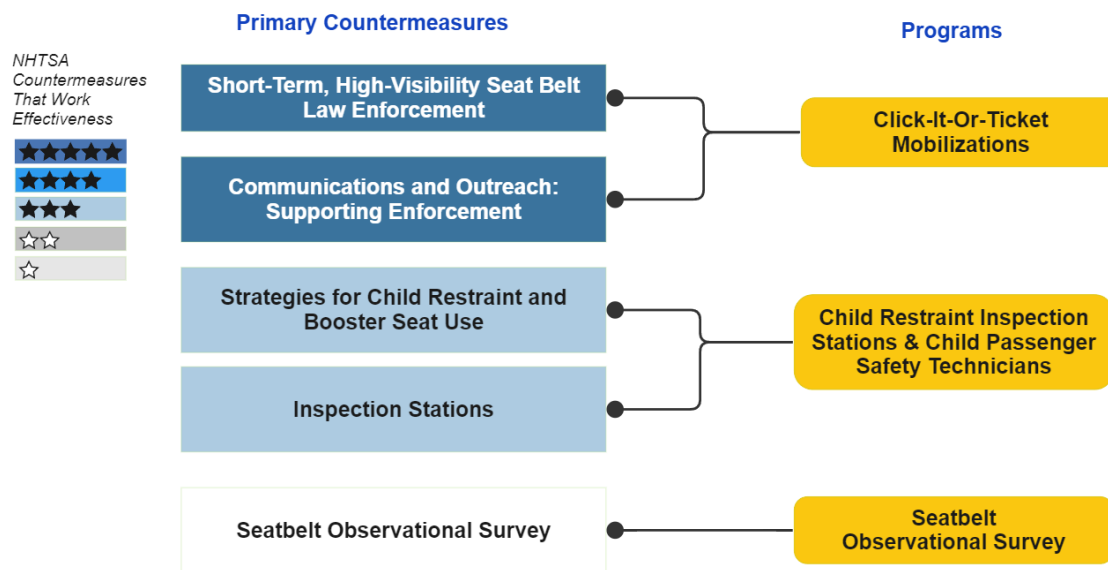 Primary Countermeasures
Programs
NHTSA
Countermeasures
That Work
Effectiveness
Short-Term, High-Visibility Seat Belt
Law Enforcement
Communications and Outreach:
Supporting Enforcement
Click-It-Or-Ticket
Mobilizations
Strategies for Child Restraint and
Booster Seat Use
Inspection Stations
Child Restraint Inspection
Stations & Child Passenger
Safety Technicians
Seatbelt Observational Survey
Seatbelt
Observational Survey